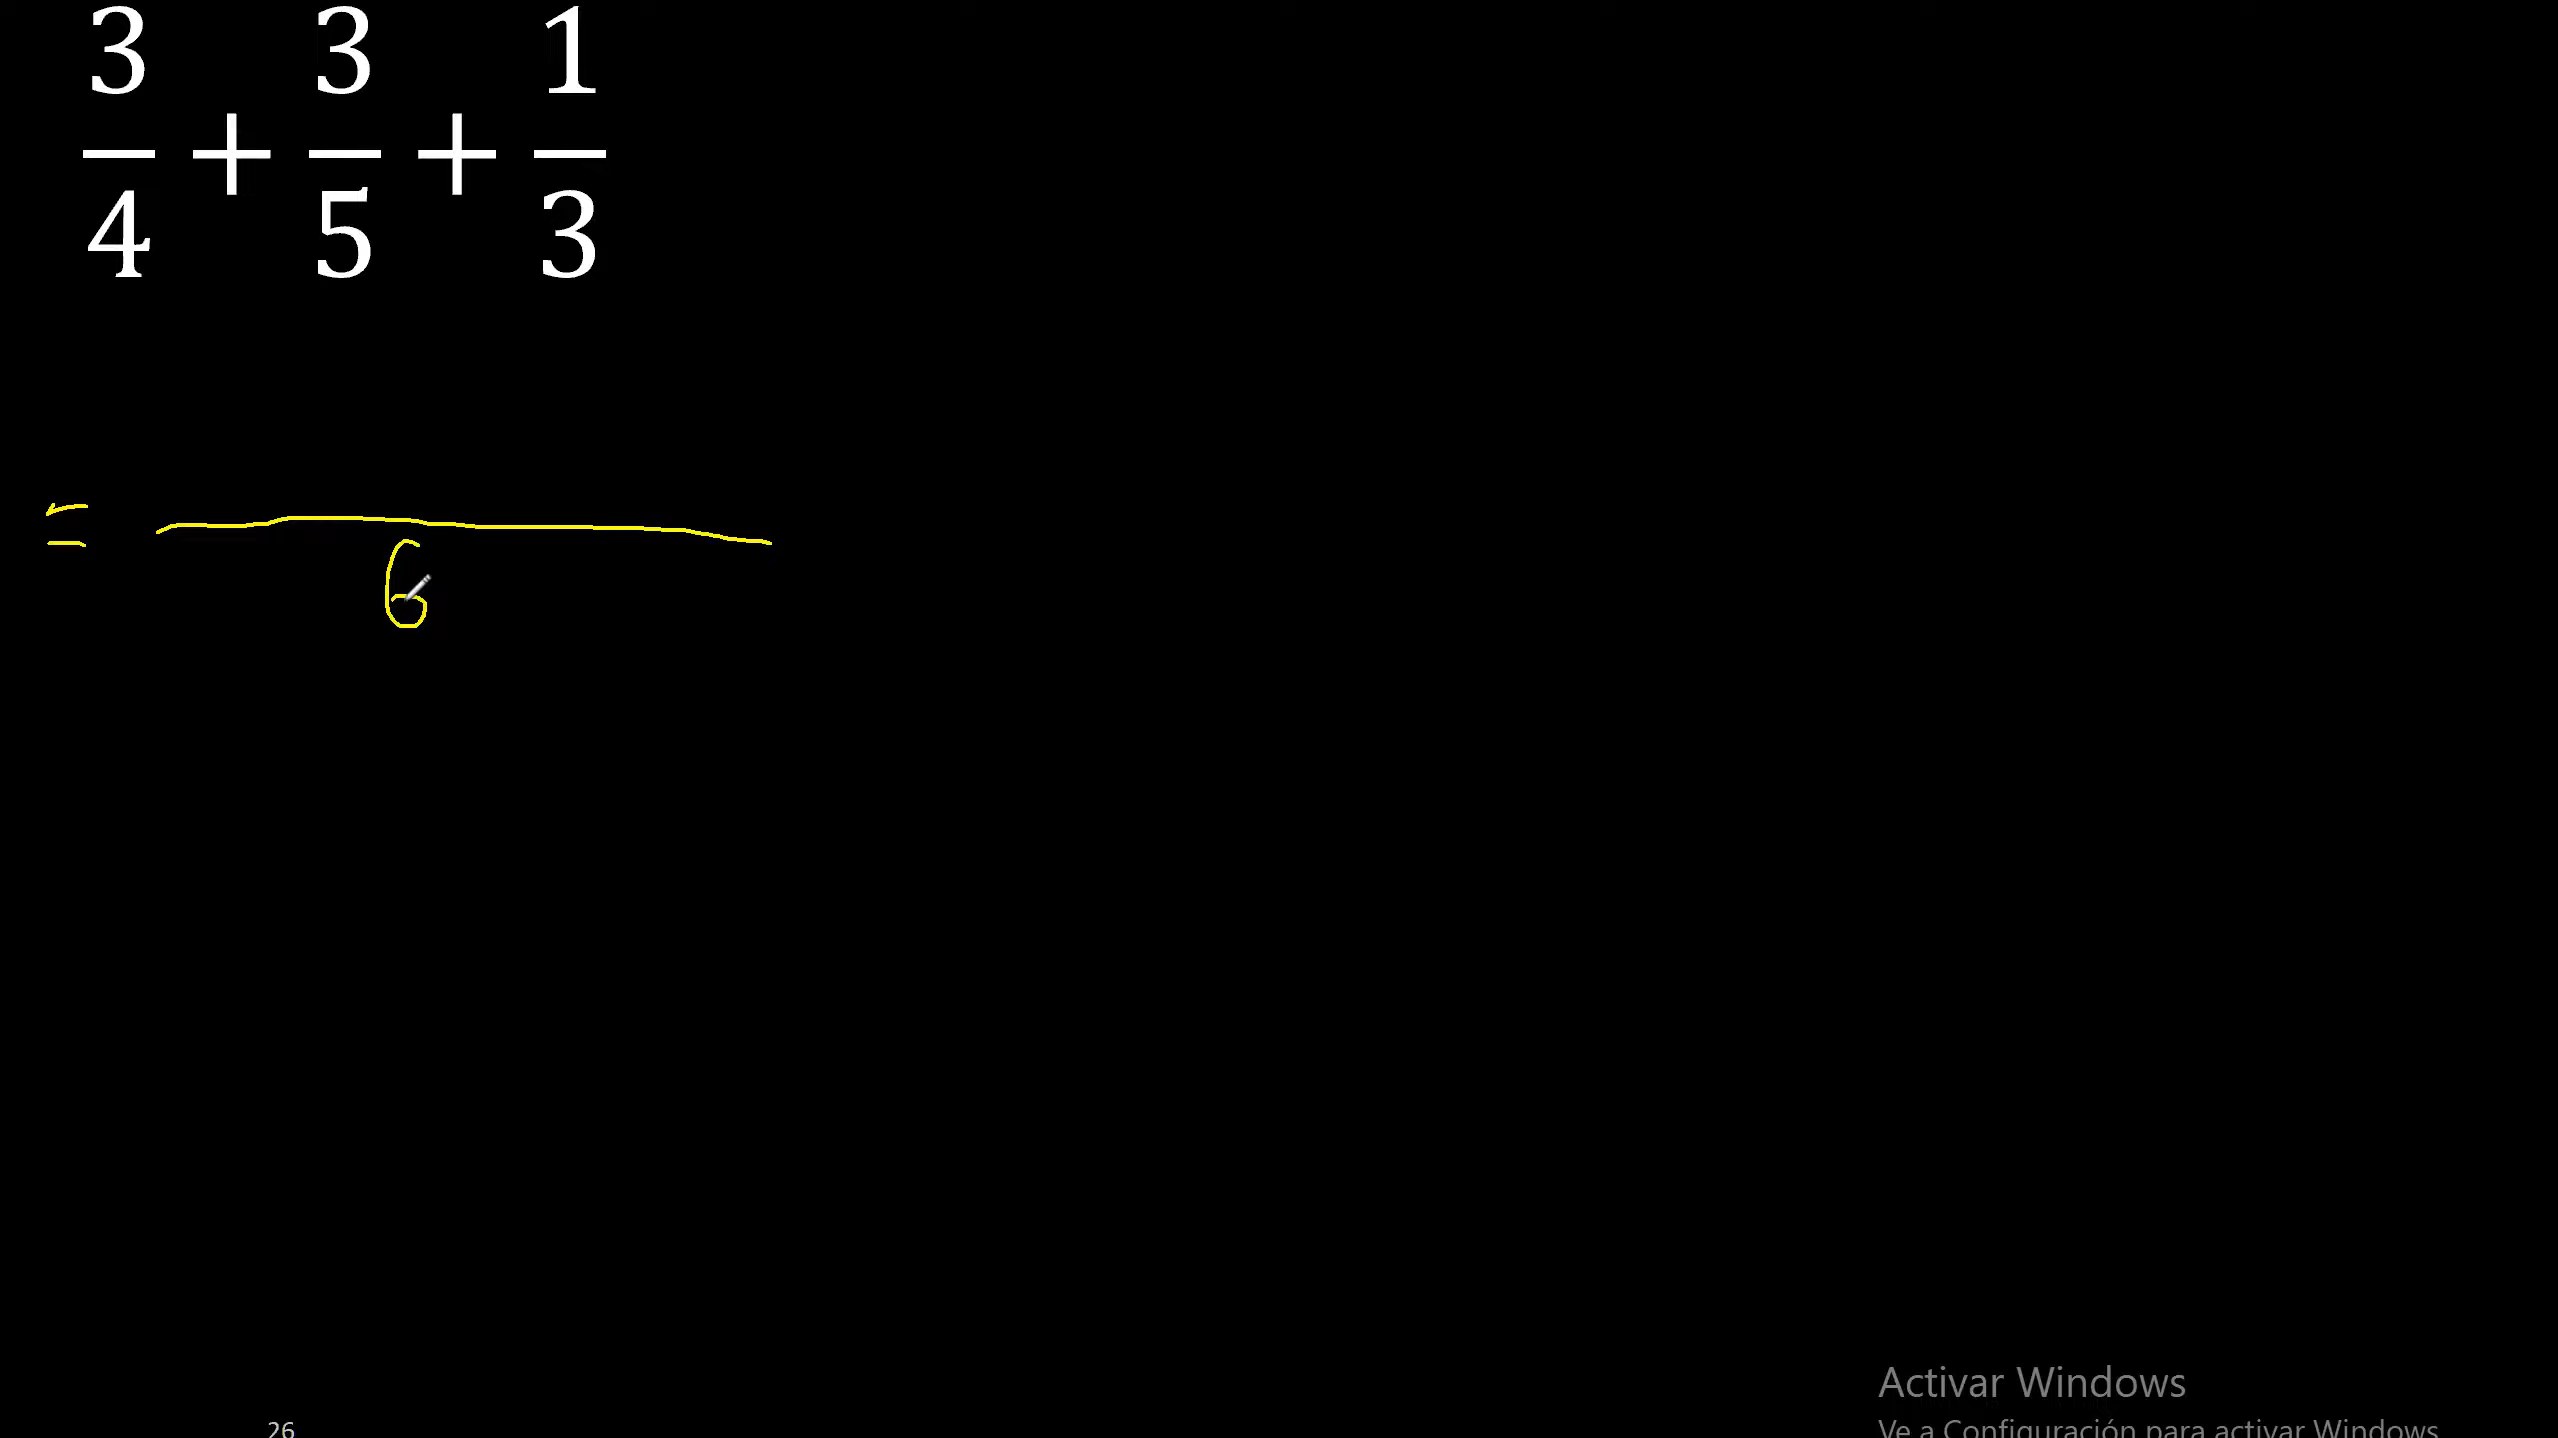 3/4 + 3/5 + 1/3
= ―
6
Activar Windows
26 Ve a Configuración para activar Windows